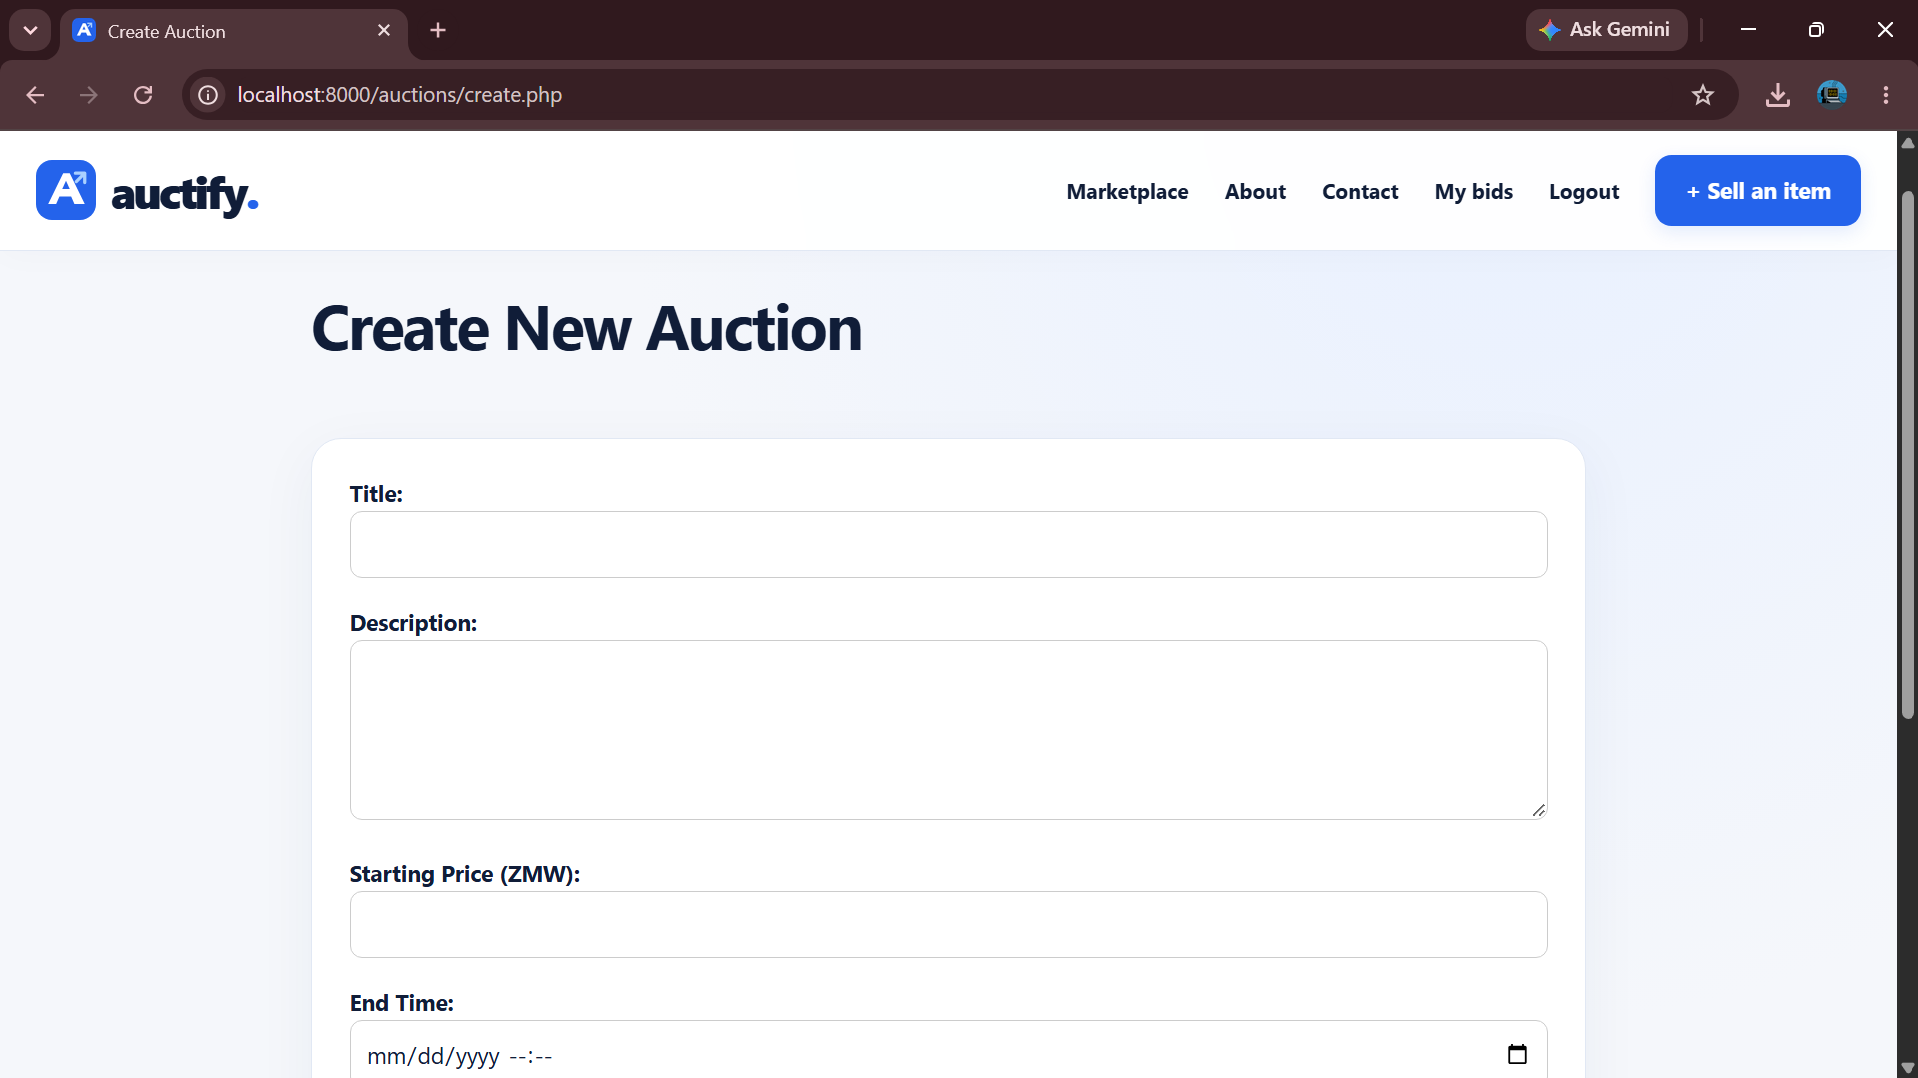 Create Auction
Ask Gemini
localhost:8000/auctions/create.php
A auctify.
Marketplace
About
Contact
My bids
Logout
+ Sell an item
Create New Auction
Title:
Description:
Starting Price (ZMW):
End Time:
mm/dd/yyyy --:--